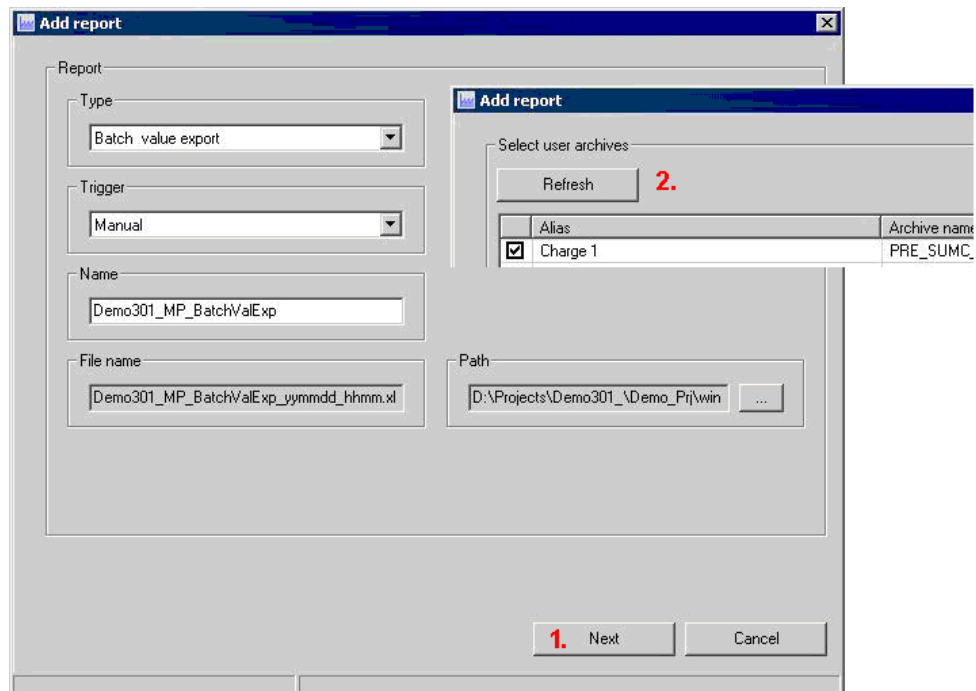 Add report
Report
Type
Batch value export
Trigger
Manual
Name
Demo301_MP_BatchValExp
File name
Demo301_MP_BatchValExp_yymmdd_hhmm.xl
Path
D:\Projects\Demo301_\Demo_Prj\win
...
1. Next
Cancel
Add report
Select user archives
Refresh
2.
Alias
Archive name
Charge 1
PRE_SUMC_